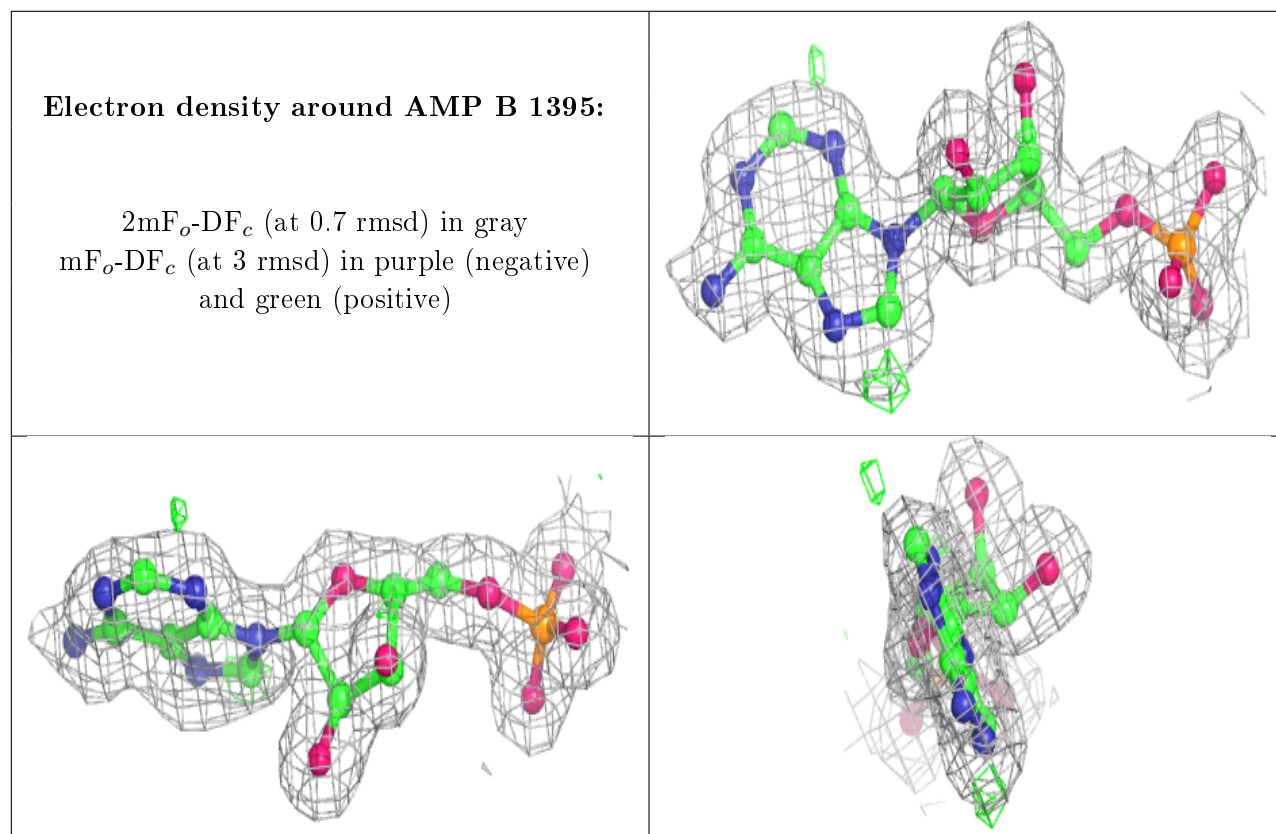 Electron density around AMP B 1395:
2mFₒ-DF𝒸 (at 0.7 rmsd) in gray
mFₒ-DF𝒸 (at 3 rmsd) in purple (negative)
and green (positive)